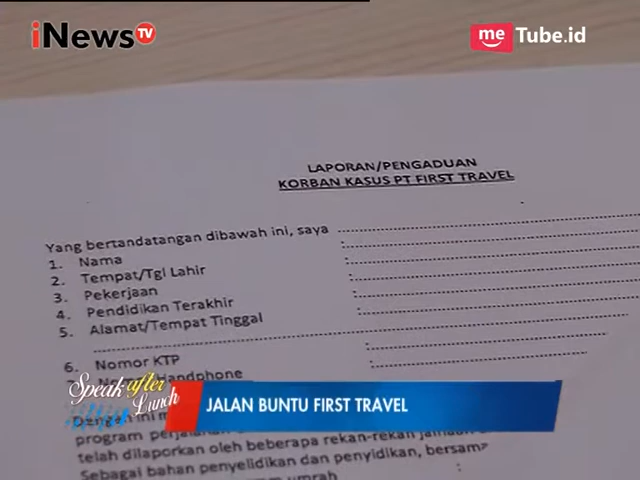 iNews TV
me Tube.id
LAPORAN/PENGADUAN
KORBAN KASUS PT FIRST TRAVEL
Yang bertandatangan dibawah ini, saya
1. Nama :
2. Tempat/Tgl Lahir :
3. Pekerjaan :
4. Pendidikan Terakhir :
5. Alamat/Tempat Tinggal :
6. Nomor KTP :
Handphone :
Speak after Lunch
JALAN BUNTU FIRST TRAVEL
Dengan ini
program
telah dilaporkan oleh beberapa rekan-rekan
Sebagai bahan penyelidikan dan penyidikan, bersama
umrah